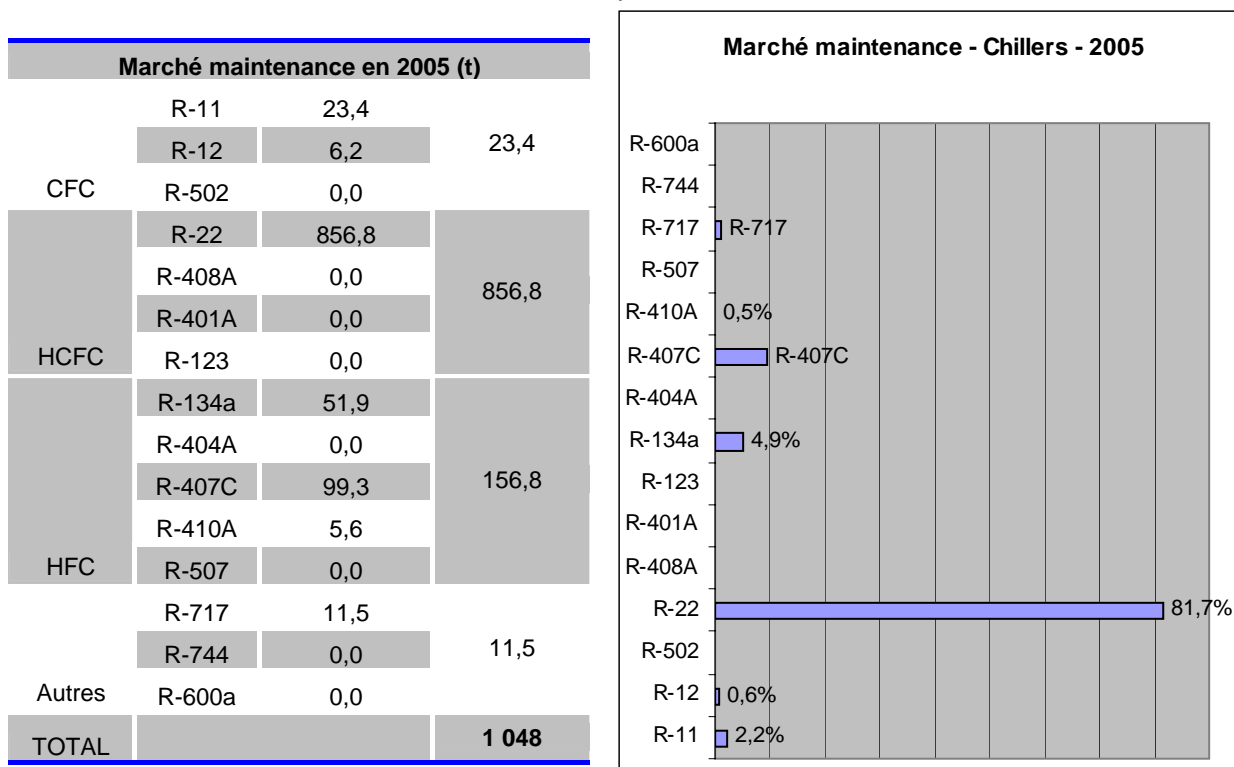 Marché maintenance en 2005 (t)
R-11 23,4
R-12 6,2 23,4
CFC R-502 0,0
R-22 856,8
R-408A 0,0 856,8
R-401A 0,0
HCFC R-123 0,0
R-134a 51,9
R-404A 0,0
R-407C 99,3 156,8
R-410A 5,6
HFC R-507 0,0
R-717 11,5
R-744 0,0 11,5
Autres R-600a 0,0
TOTAL 1 048
Marché maintenance - Chillers - 2005
R-600a
R-744
R-717 R-717
R-507
R-410A 0,5%
R-407C R-407C
R-404A
R-134a 4,9%
R-123
R-401A
R-408A
R-22 81,7%
R-502
R-12 0,6%
R-11 2,2%